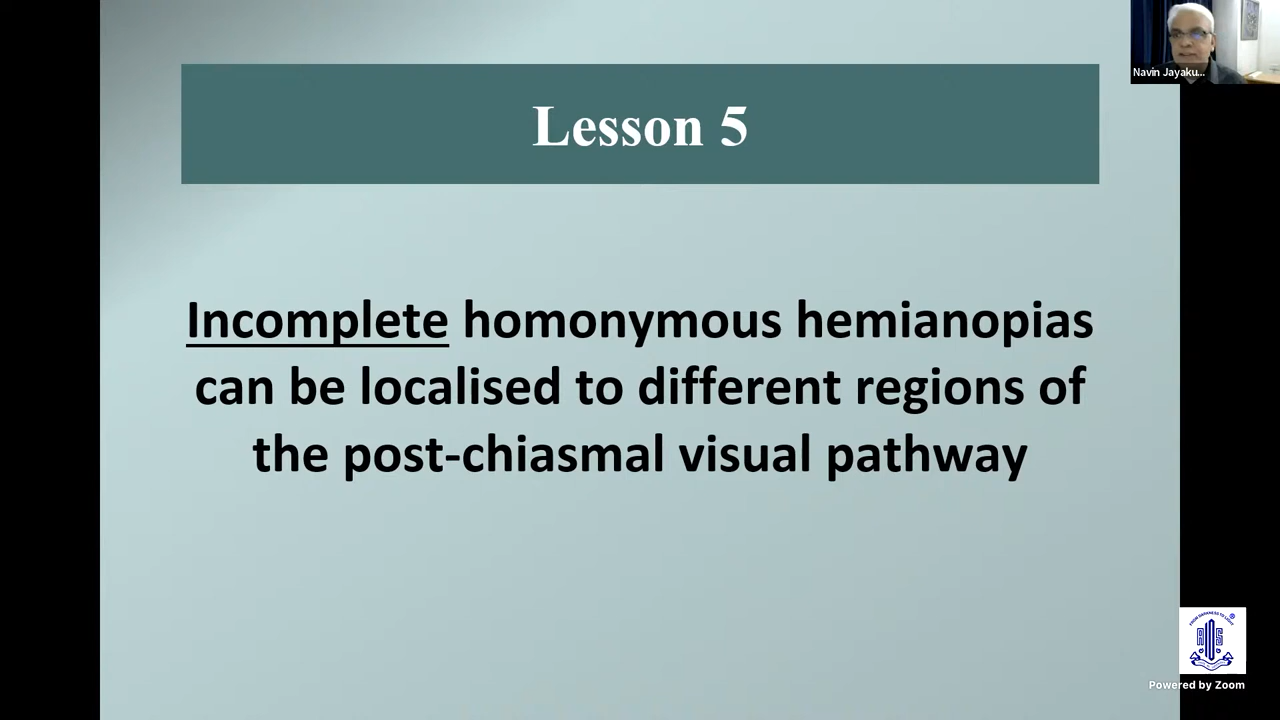 Lesson 5
Incomplete homonymous hemianopias
can be localised to different regions of
the post-chiasmal visual pathway
Navin Jayaku...
Powered by Zoom